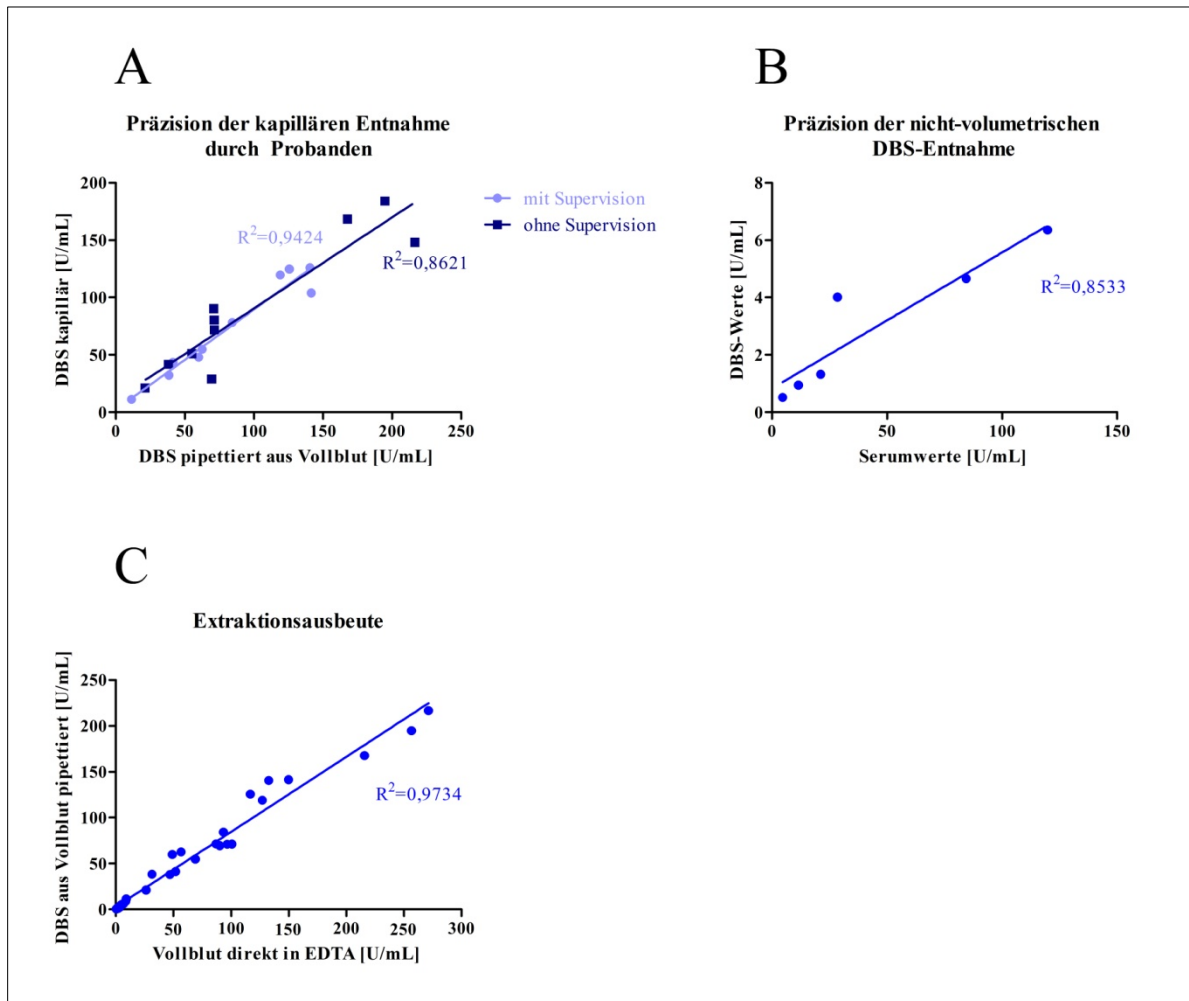 A
Präzision der kapillären Entnahme
durch Probanden
DBS kapillär [U/mL]
200
150
100
50
0
R²=0,9424
R²=0,8621
mit Supervision
ohne Supervision
0 50 100 150 200 250
DBS pipettiert aus Vollblut [U/mL]
B
Präzision der nicht-volumetrischen
DBS-Entnahme
DBS-Werte [U/mL]
8
6
4
2
0
R²=0,8533
0 50 100 150
Serumwerte [U/mL]
C
Extraktionsausbeute
DBS aus Vollblut pipettiert [U/mL]
250
200
150
100
50
0
R²=0,9734
0 50 100 150 200 250 300
Vollblut direkt in EDTA [U/mL]